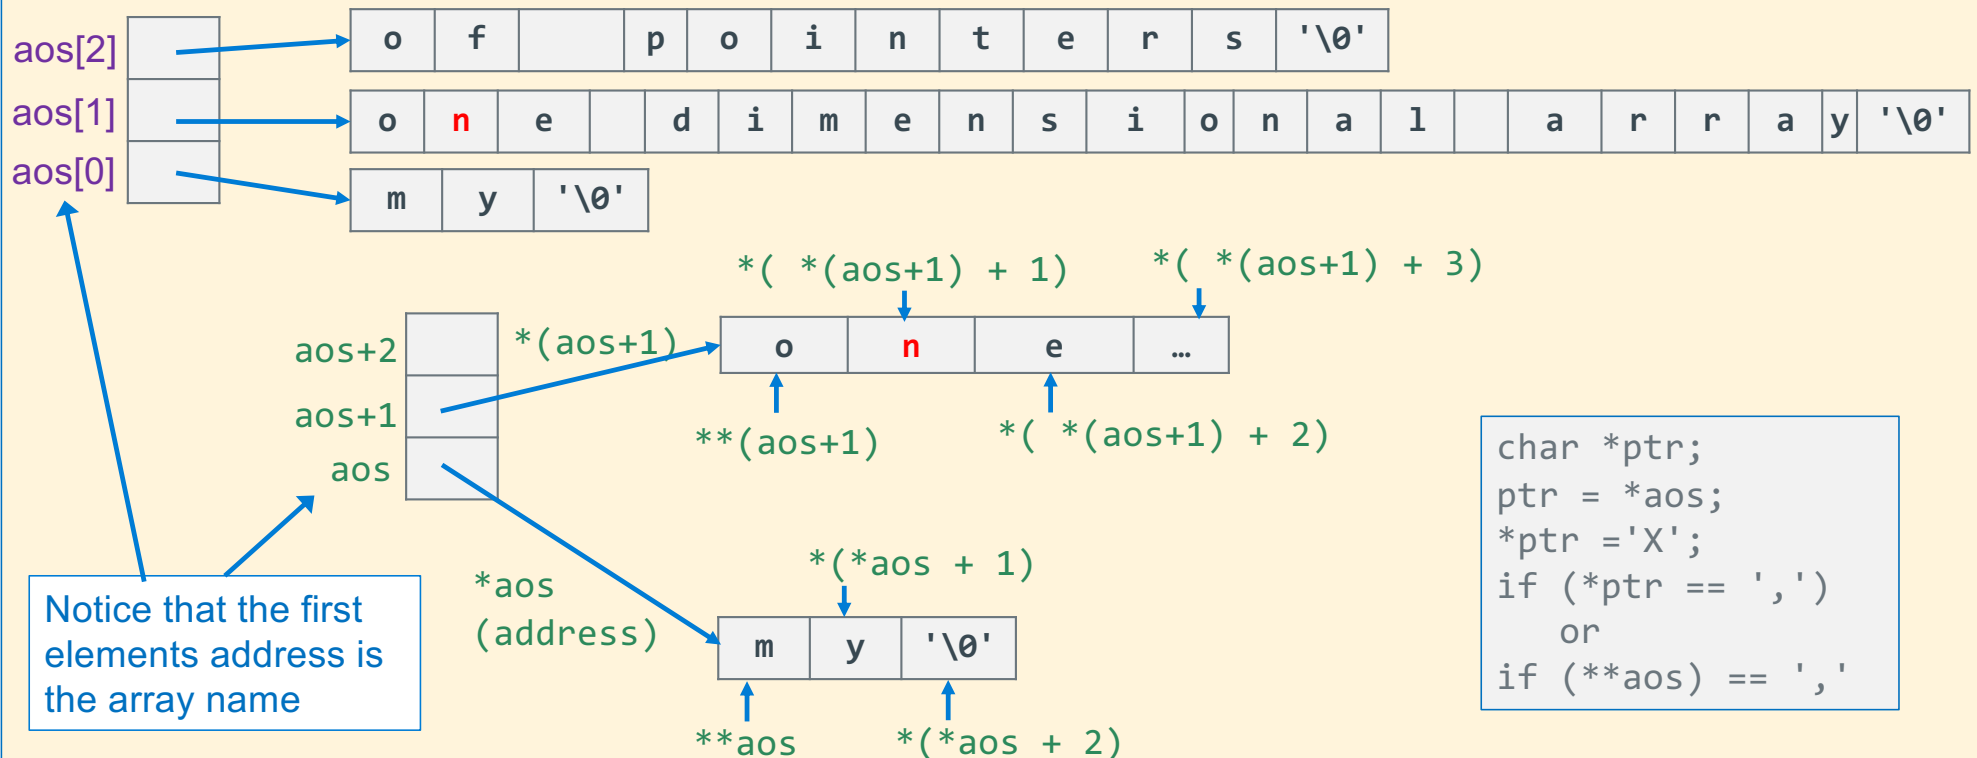 aos[2] o f p o i n t e r s '\0'
aos[1] o n e d i m e n s i o n a l a r r a y '\0'
aos[0] m y '\0'
*( *(aos+1) + 1) *( *(aos+1) + 3)
aos+2 *(aos+1) o n e …
aos+1 **(aos+1) *( *(aos+1) + 2)
aos
*aos
(address)
*(*aos + 1)
m y '\0'
**aos *(*aos + 2)
Notice that the first
elements address is
the array name
char *ptr;
ptr = *aos;
*ptr ='X';
if (*ptr == ',')
or
if (**aos) == ','